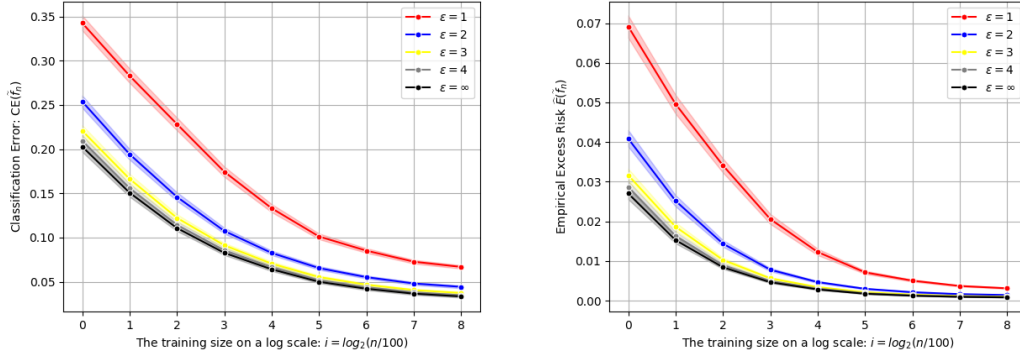 0.35
0.30
0.25
0.20
0.15
0.10
0.05
0 1 2 3 4 5 6 7 8
Classification Error: CE(f̃ₙ)
The training size on a log scale: i = log₂(n/100)
ε = 1
ε = 2
ε = 3
ε = 4
ε = ∞
0.07
0.06
0.05
0.04
0.03
0.02
0.01
0.00
0 1 2 3 4 5 6 7 8
Empirical Excess Risk Ē(f̃ₙ)
The training size on a log scale: i = log₂(n/100)
ε = 1
ε = 2
ε = 3
ε = 4
ε = ∞